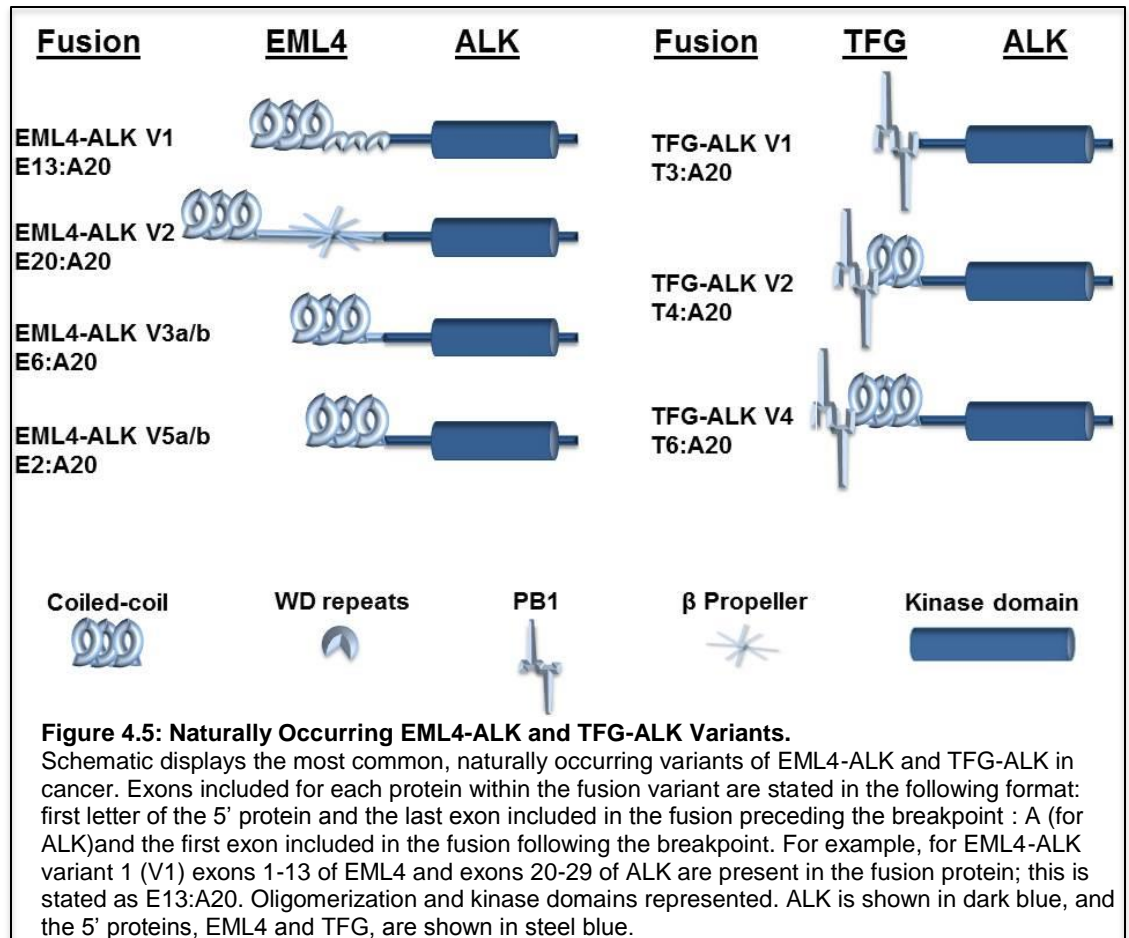 Fusion EML4 ALK Fusion TFG ALK
EML4-ALK V1
E13:A20
EML4-ALK V2
E20:A20
EML4-ALK V3a/b
E6:A20
EML4-ALK V5a/b
E2:A20
TFG-ALK V1
T3:A20
TFG-ALK V2
T4:A20
TFG-ALK V4
T6:A20
Coiled-coil WD repeats PB1 β Propeller Kinase domain
Figure 4.5: Naturally Occurring EML4-ALK and TFG-ALK Variants.
Schematic displays the most common, naturally occurring variants of EML4-ALK and TFG-ALK in
cancer. Exons included for each protein within the fusion variant are stated in the following format:
first letter of the 5’ protein and the last exon included in the fusion preceding the breakpoint : A (for
ALK)and the first exon included in the fusion following the breakpoint. For example, for EML4-ALK
variant 1 (V1) exons 1-13 of EML4 and exons 20-29 of ALK are present in the fusion protein; this is
stated as E13:A20. Oligomerization and kinase domains represented. ALK is shown in dark blue, and
the 5’ proteins, EML4 and TFG, are shown in steel blue.